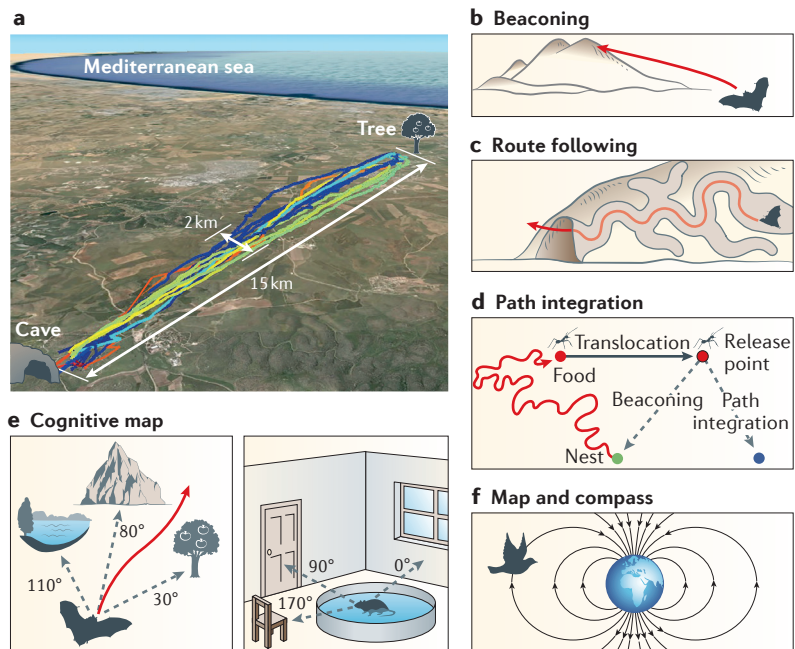 a
Mediterranean sea
Tree
2 km
15 km
Cave
b Beaconing
c Route following
d Path integration
Translocation
Release
point
Food
Beaconing
Path
integration
Nest
e Cognitive map
80°
110°
30°
90°
0°
170°
f Map and compass